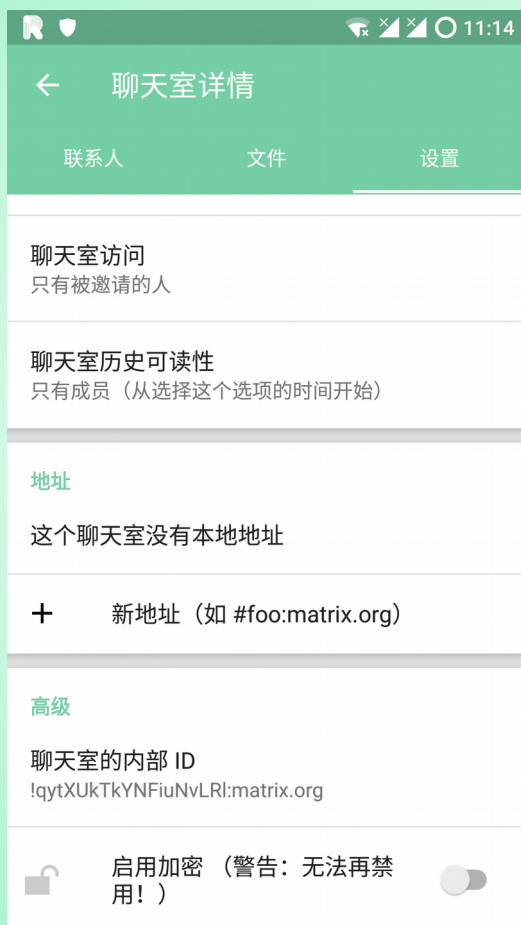 11:14
聊天室详情
联系人 文件 设置
聊天室访问
只有被邀请的人
聊天室历史可读性
只有成员（从选择这个选项的时间开始）
地址
这个聊天室没有本地地址
新地址（如 #foo:matrix.org）
高级
聊天室的内部 ID
!qytXUkTkYNFiuNvLRl:matrix.org
启用加密 （警告：无法再禁
用！）